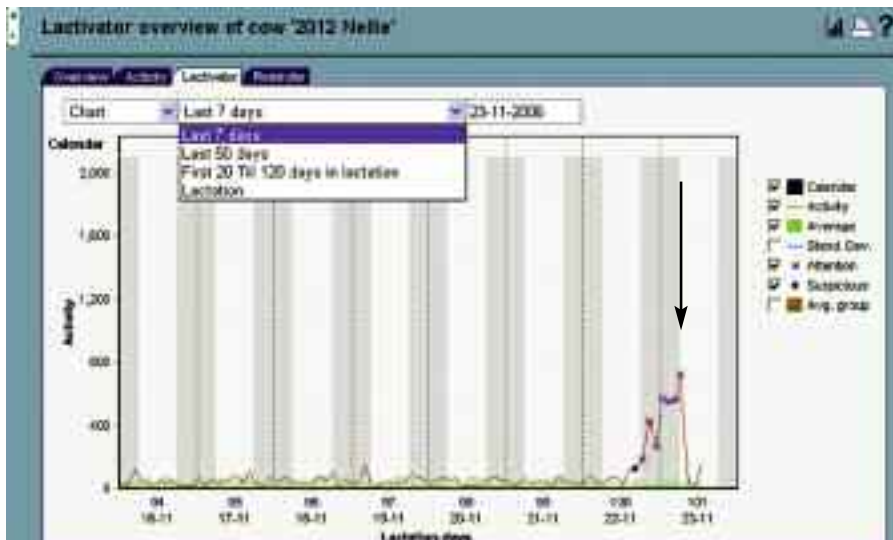 Lactivator overview of cow '2012 Nellie'
Overview Activity Lactivator Reminder
Chart Last 7 days 23-11-2006
Last 7 days
Last 50 days
First 20 Till 120 days in lactation
Lactation
Calendar
2,000
1,600
1,200
800
400
0
Activity
94 95 96 97 98 99 100 101
16-11 17-11 18-11 19-11 20-11 21-11 22-11 23-11
Lactation days
Calendar
Activity
Average
Stand. Dev.
Attention
Suspicious
Avg. group